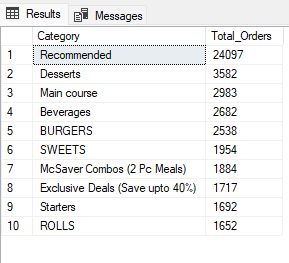 Results Messages
Category Total_Orders
1 Recommended 24097
2 Desserts 3582
3 Main course 2983
4 Beverages 2682
5 BURGERS 2538
6 SWEETS 1954
7 McSaver Combos (2 Pc Meals) 1884
8 Exclusive Deals (Save upto 40%) 1717
9 Starters 1692
10 ROLLS 1652